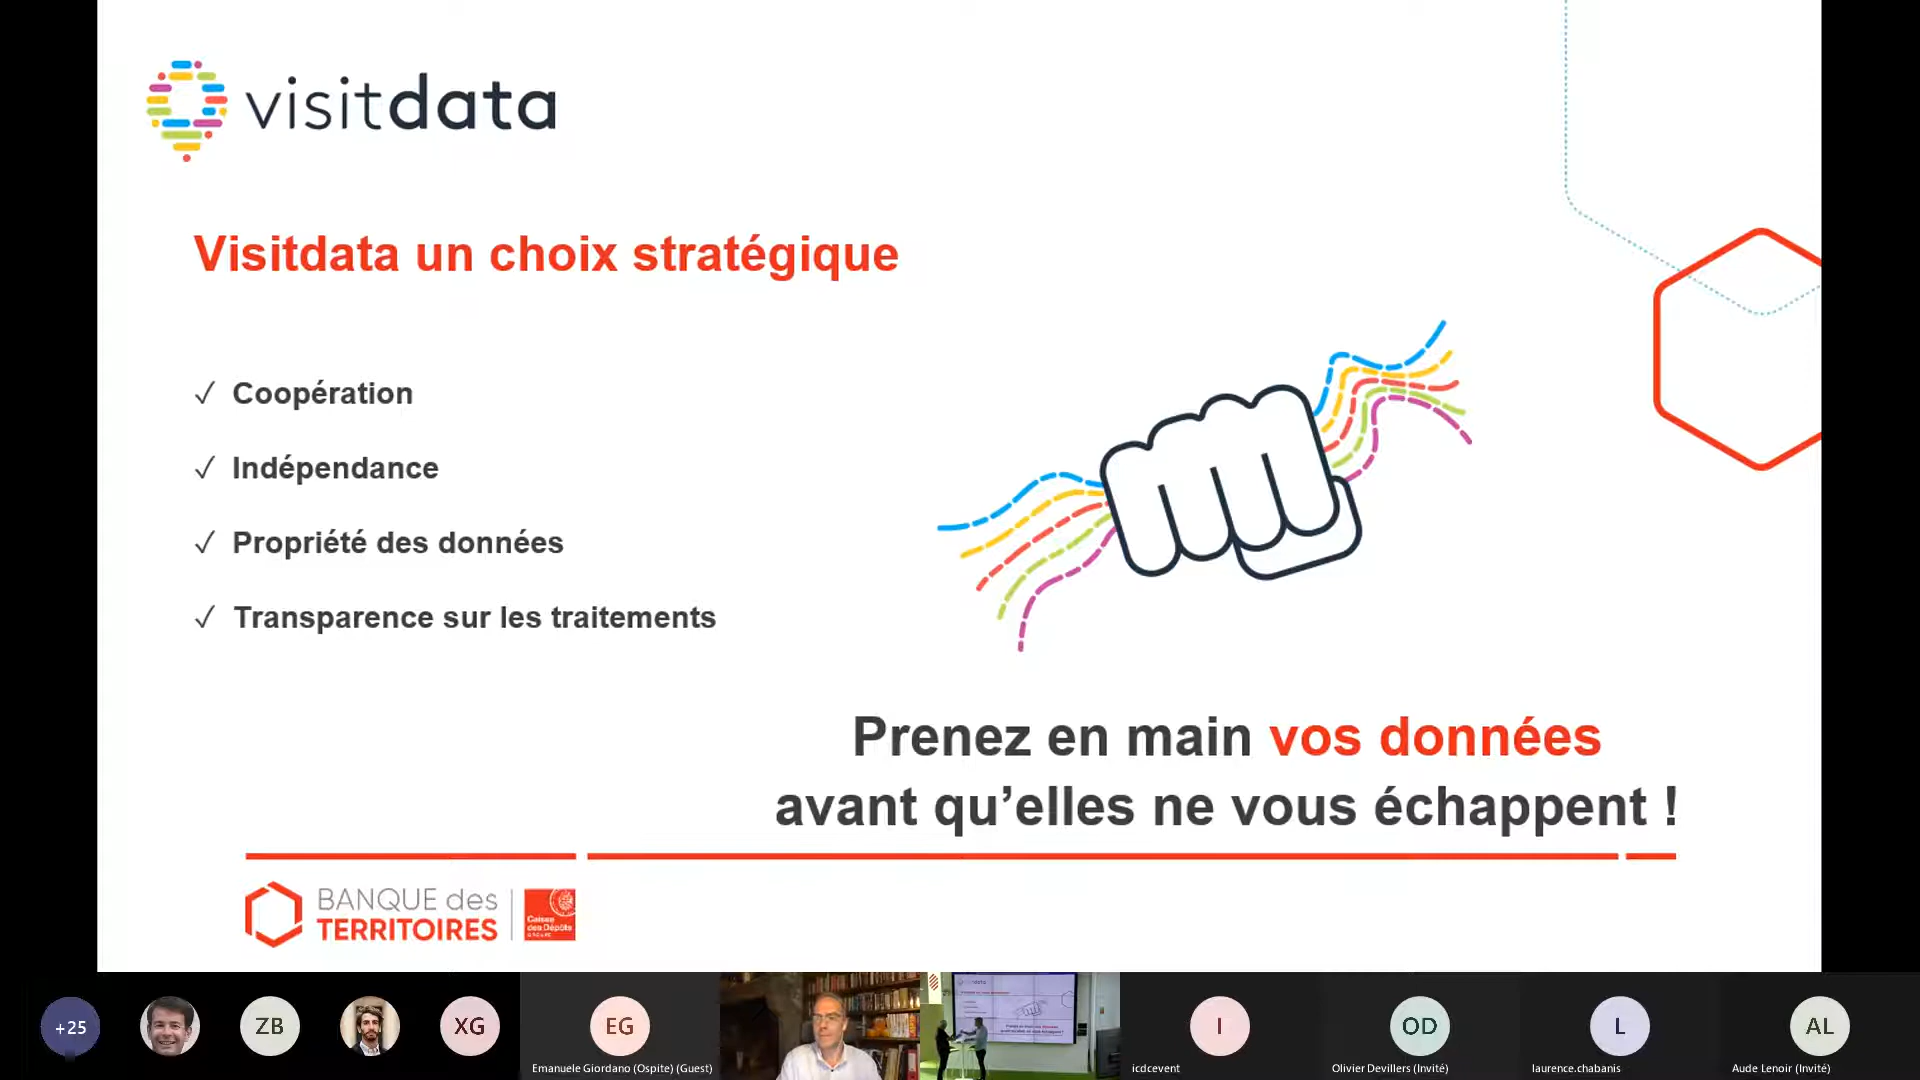 visitdata
Visitdata un choix stratégique
✓ Coopération
✓ Indépendance
✓ Propriété des données
✓ Transparence sur les traitements
Prenez en main vos données
avant qu’elles ne vous échappent !
BANQUE des
TERRITOIRES
Caisse
des Dépôts
GROUPE
+25
ZB
XG
EG
I
OD
L
AL
Emanuele Giordano (Ospite) (Guest)
icdcevent
Olivier Devillers (Invité)
laurence.chabanis
Aude Lenoir (Invité)